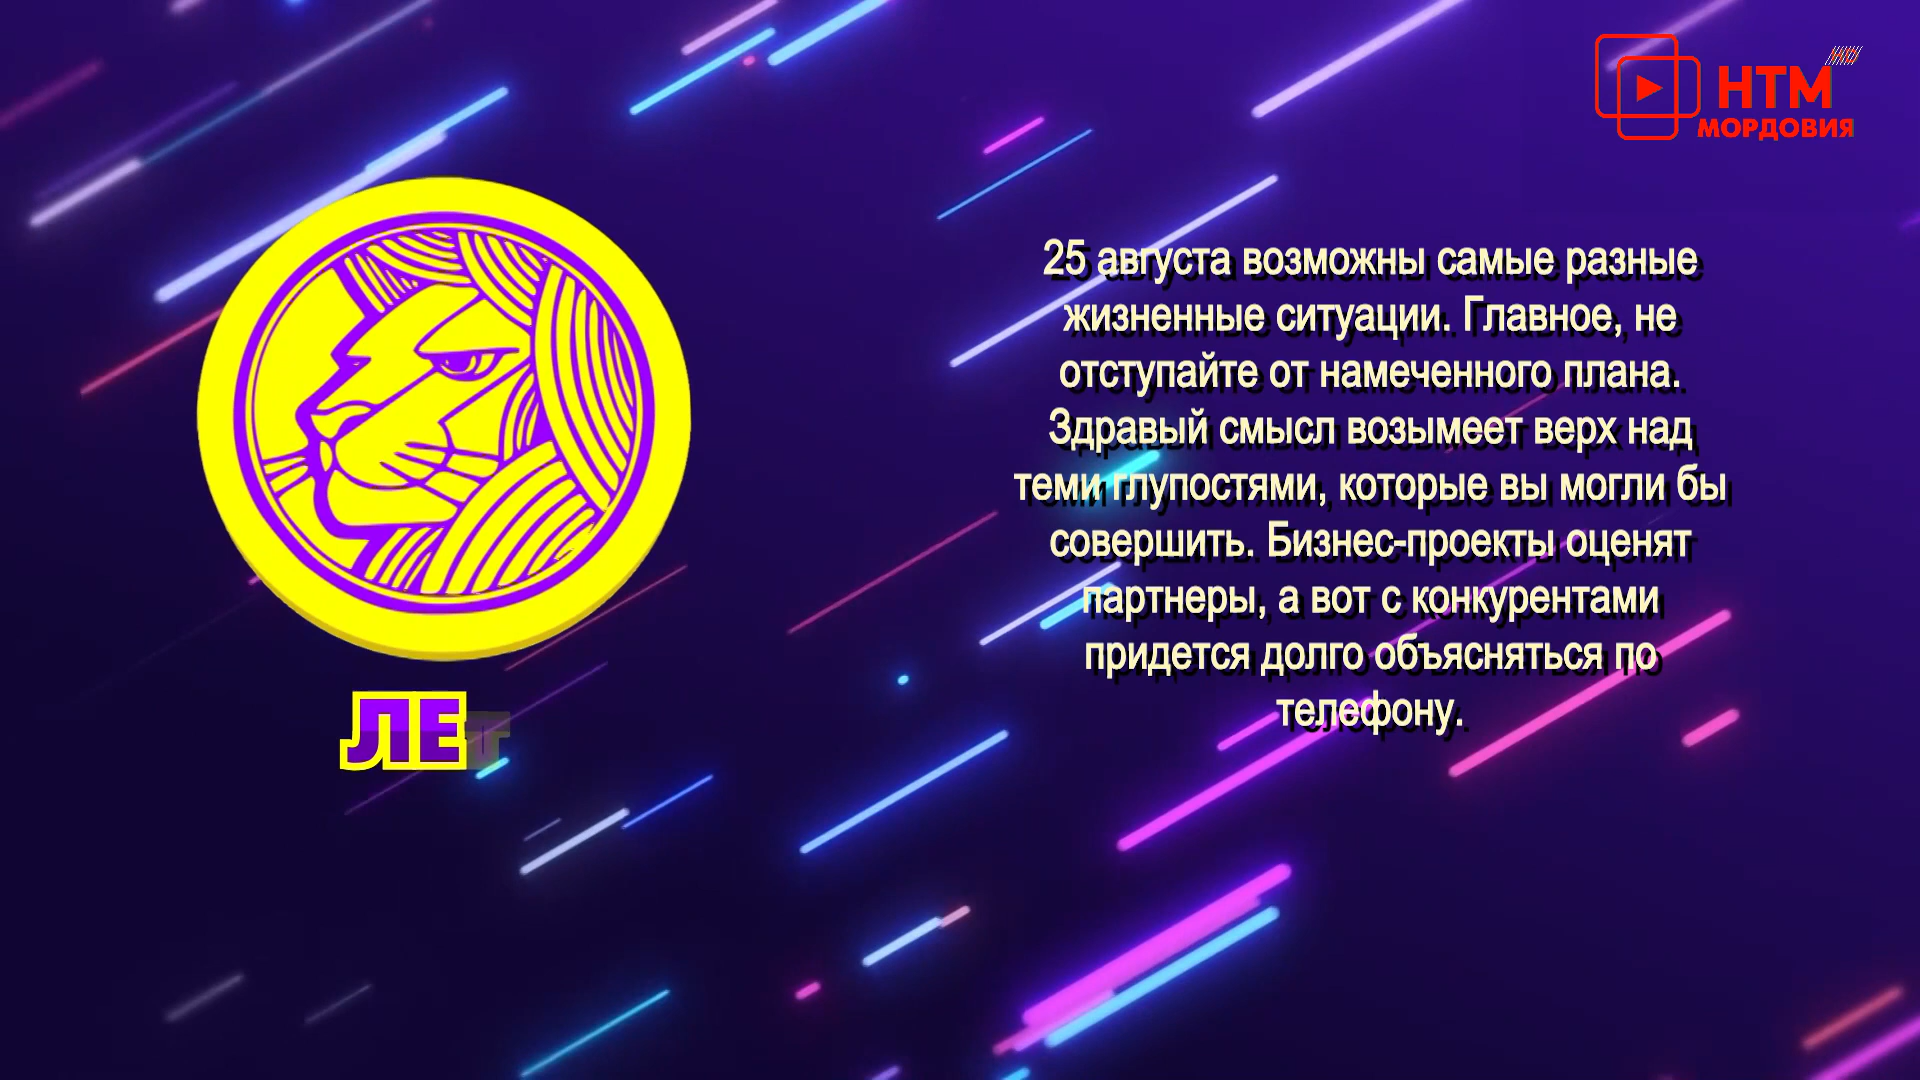 НТМ
МОРДОВИЯ
25 августа возможны самые разные
жизненные ситуации. Главное, не
отступайте от намеченного плана.
Здравый смысл возымеет верх над
теми глупостями, которые вы могли бы
совершить. Бизнес-проекты оценят
партнеры, а вот с конкурентами
придется долго объясняться по
телефону.
ЛЕ